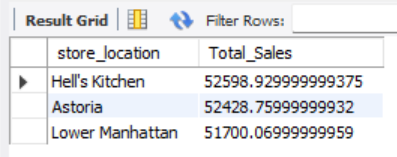 Result Grid Filter Rows:
store_location Total_Sales
Hell's Kitchen 52598.929999999375
Astoria 52428.75999999932
Lower Manhattan 51700.06999999959